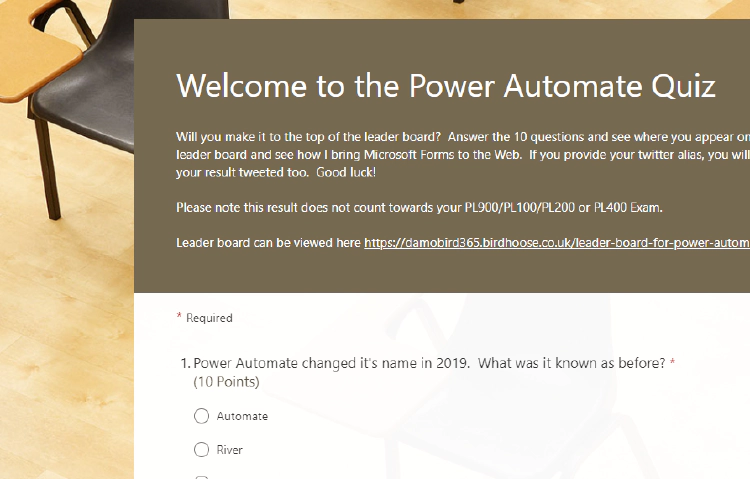 Welcome to the Power Automate Quiz
Will you make it to the top of the leader board? Answer the 10 questions and see where you appear on
leader board and see how I bring Microsoft Forms to the Web. If you provide your twitter alias, you will
your result tweeted too. Good luck!
Please note this result does not count towards your PL900/PL100/PL200 or PL400 Exam.
Leader board can be viewed here https://damobird365.birdhoose.co.uk/leader-board-for-power-autom
* Required
1. Power Automate changed it's name in 2019. What was it known as before? *
(10 Points)
Automate
River